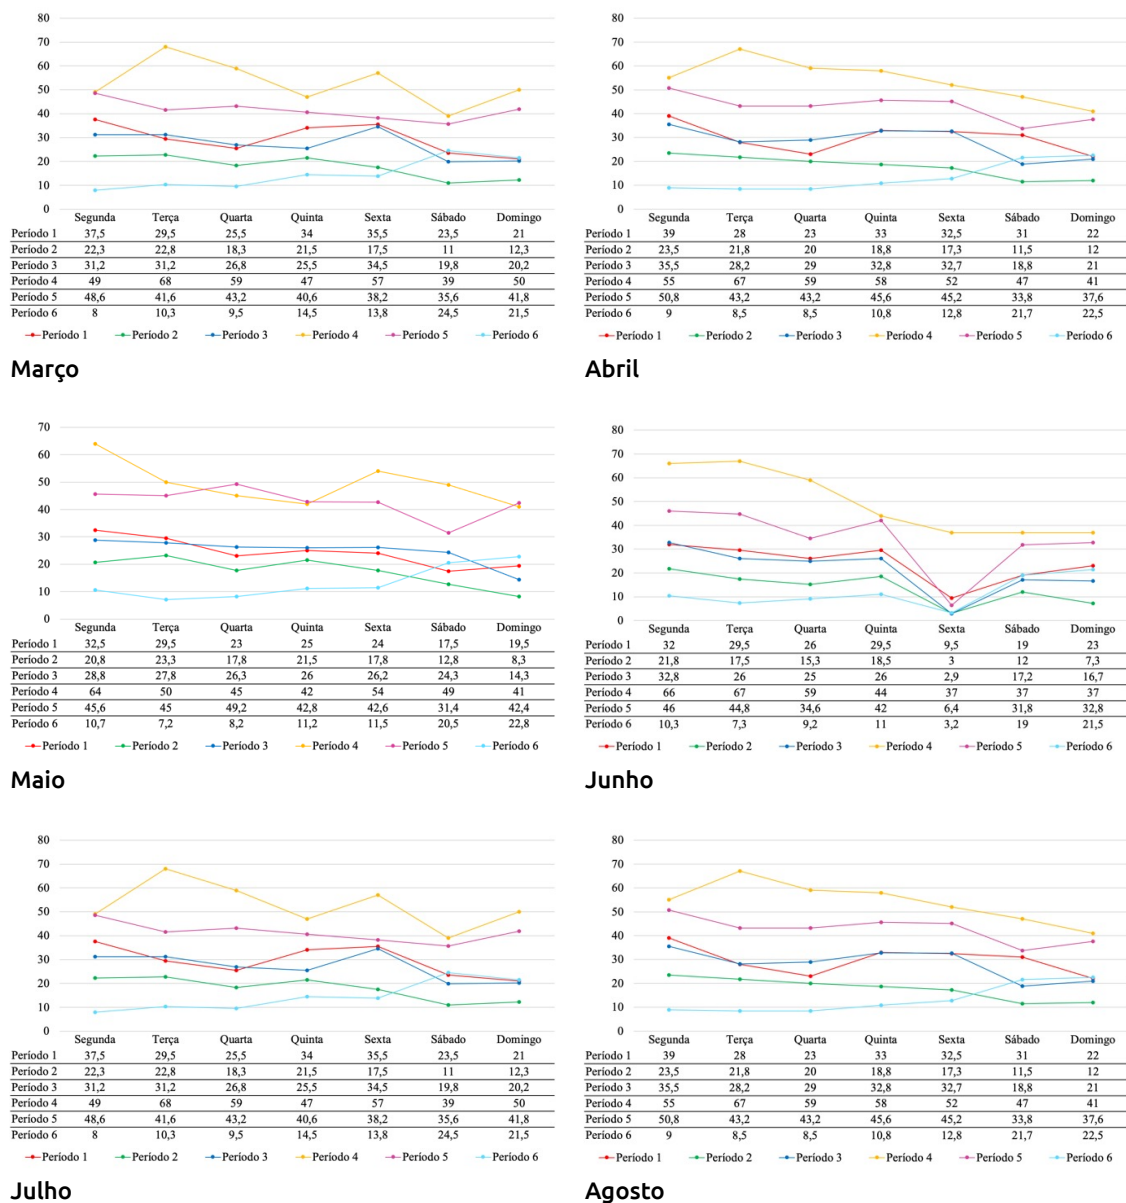 80
70
60
50
40
30
20
10
0
Segunda Terça Quarta Quinta Sexta Sábado Domingo
Período 1 37,5 29,5 25,5 34 35,5 23,5 21
Período 2 22,3 22,8 18,3 21,5 17,5 11 12,3
Período 3 31,2 31,2 26,8 25,5 34,5 19,8 20,2
Período 4 49 68 59 47 57 39 50
Período 5 48,6 41,6 43,2 40,6 38,2 35,6 41,8
Período 6 8 10,3 9,5 14,5 13,8 24,5 21,5
Período 1 Período 2 Período 3 Período 4 Período 5 Período 6
Março
80
70
60
50
40
30
20
10
0
Segunda Terça Quarta Quinta Sexta Sábado Domingo
Período 1 39 28 23 33 32,5 31 22
Período 2 23,5 21,8 20 18,8 17,3 11,5 12
Período 3 35,5 28,2 29 32,8 32,7 18,8 21
Período 4 55 67 59 58 52 47 41
Período 5 50,8 43,2 43,2 45,6 45,2 33,8 37,6
Período 6 9 8,5 8,5 10,8 12,8 21,7 22,5
Período 1 Período 2 Período 3 Período 4 Período 5 Período 6
Abril
70
60
50
40
30
20
10
0
Segunda Terça Quarta Quinta Sexta Sábado Domingo
Período 1 32,5 29,5 23 25 24 17,5 19,5
Período 2 20,8 23,3 17,8 21,5 17,8 12,8 8,3
Período 3 28,8 27,8 26,3 26 26,2 24,3 14,3
Período 4 64 50 45 42 54 49 41
Período 5 45,6 45 49,2 42,8 42,6 31,4 42,4
Período 6 10,7 7,2 8,2 11,2 11,5 20,5 22,8
Período 1 Período 2 Período 3 Período 4 Período 5 Período 6
Maio
80
70
60
50
40
30
20
10
0
Segunda Terça Quarta Quinta Sexta Sábado Domingo
Período 1 32 29,5 26 29,5 9,5 19 23
Período 2 21,8 17,5 15,3 18,5 3 12 7,3
Período 3 32,8 26 25 26 2,9 17,2 16,7
Período 4 66 67 59 44 37 37 37
Período 5 46 44,8 34,6 42 6,4 31,8 32,8
Período 6 10,3 7,3 9,2 11 3,2 19 21,5
Período 1 Período 2 Período 3 Período 4 Período 5 Período 6
Junho
80
70
60
50
40
30
20
10
0
Segunda Terça Quarta Quinta Sexta Sábado Domingo
Período 1 37,5 29,5 25,5 34 35,5 23,5 21
Período 2 22,3 22,8 18,3 21,5 17,5 11 12,3
Período 3 31,2 31,2 26,8 25,5 34,5 19,8 20,2
Período 4 49 68 59 47 57 39 50
Período 5 48,6 41,6 43,2 40,6 38,2 35,6 41,8
Período 6 8 10,3 9,5 14,5 13,8 24,5 21,5
Período 1 Período 2 Período 3 Período 4 Período 5 Período 6
Julho
80
70
60
50
40
30
20
10
0
Segunda Terça Quarta Quinta Sexta Sábado Domingo
Período 1 39 28 23 33 32,5 31 22
Período 2 23,5 21,8 20 18,8 17,3 11,5 12
Período 3 35,5 28,2 29 32,8 32,7 18,8 21
Período 4 55 67 59 58 52 47 41
Período 5 50,8 43,2 43,2 45,6 45,2 33,8 37,6
Período 6 9 8,5 8,5 10,8 12,8 21,7 22,5
Período 1 Período 2 Período 3 Período 4 Período 5 Período 6
Agosto